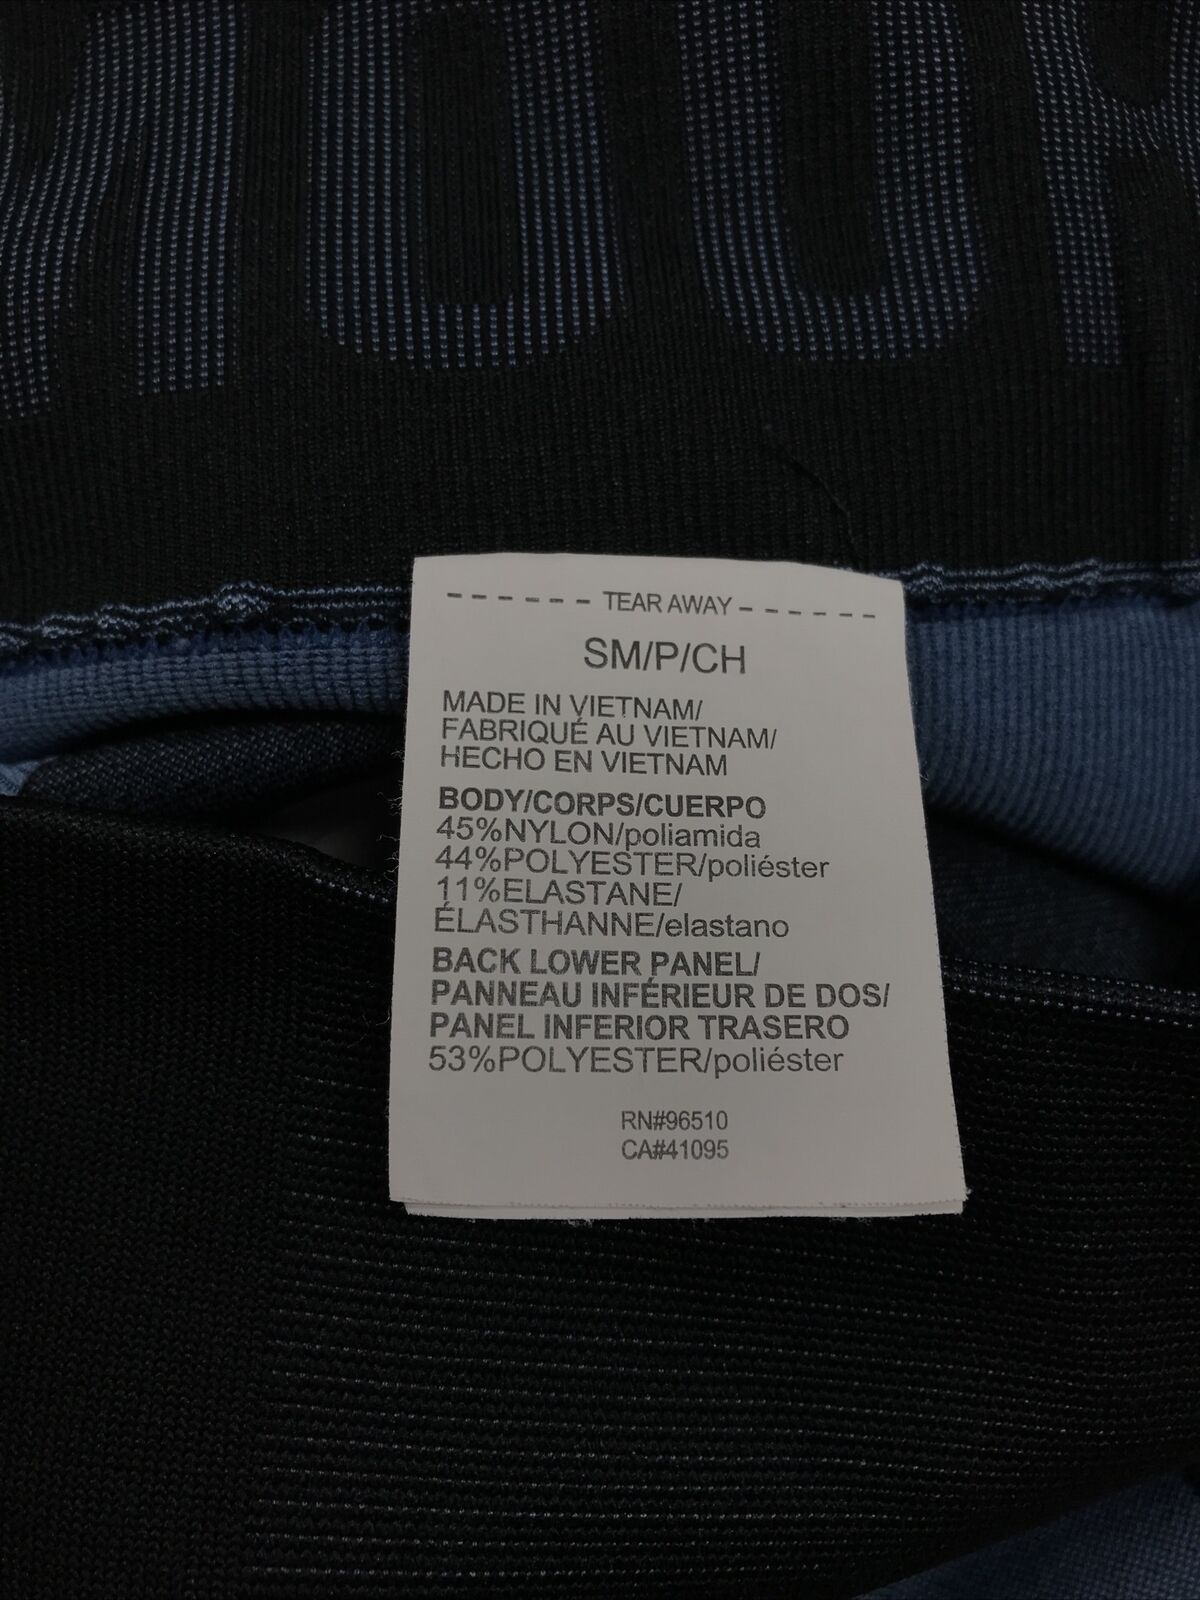 - - - - - - TEAR AWAY - - - - - -
SM/P/CH
MADE IN VIETNAM/
FABRIQUÉ AU VIETNAM/
HECHO EN VIETNAM
BODY/CORPS/CUERPO
45%NYLON/poliamida
44%POLYESTER/poliéster
11%ELASTANE/
ÉLASTHANNE/elastano
BACK LOWER PANEL/
PANNEAU INFÉRIEUR DE DOS/
PANEL INFERIOR TRASERO
53%POLYESTER/poliéster
RN#96510
CA#41095